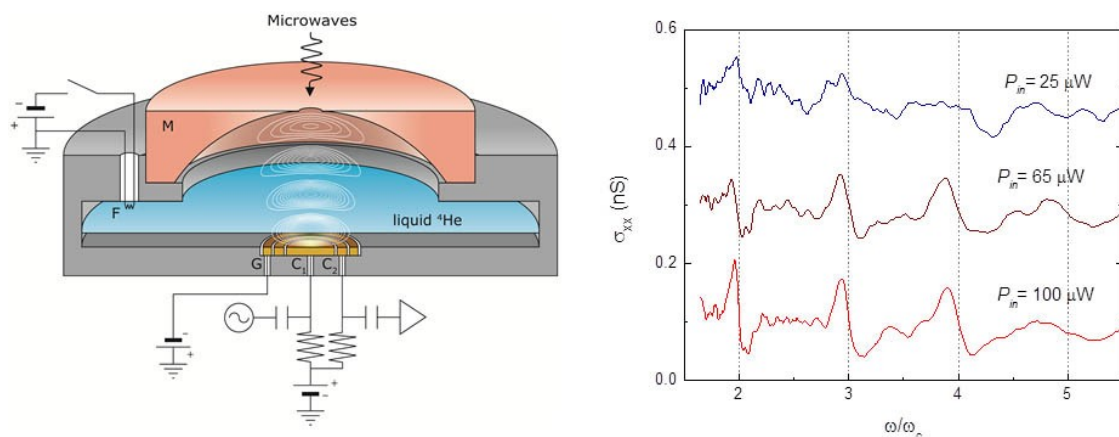 Microwaves
M
F
liquid ⁴He
G C₁ C₂
0.6
0.4
0.2
0.0
σxx (nS)
Pin = 25 μW
Pin = 65 μW
Pin = 100 μW
2 3 4 5